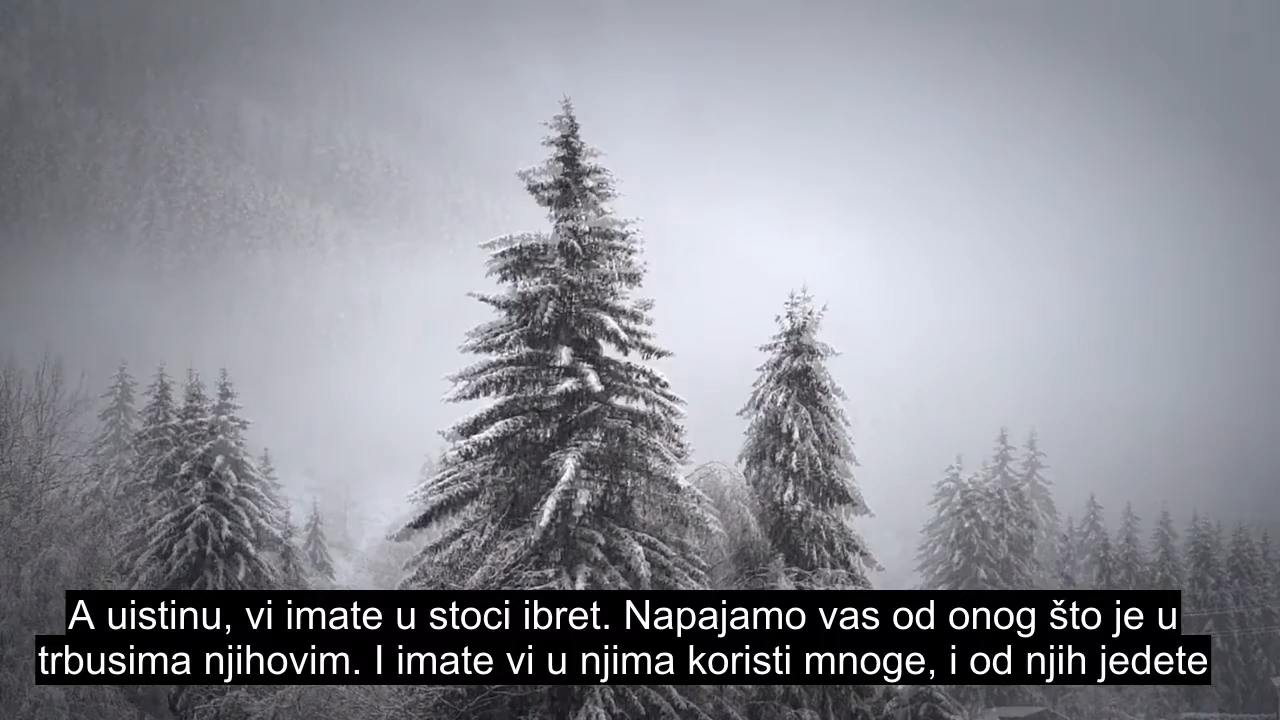 A uistinu, vi imate u stoci ibret. Napajamo vas od onog što je u
trbusima njihovim. I imate vi u njima koristi mnoge, i od njih jedete